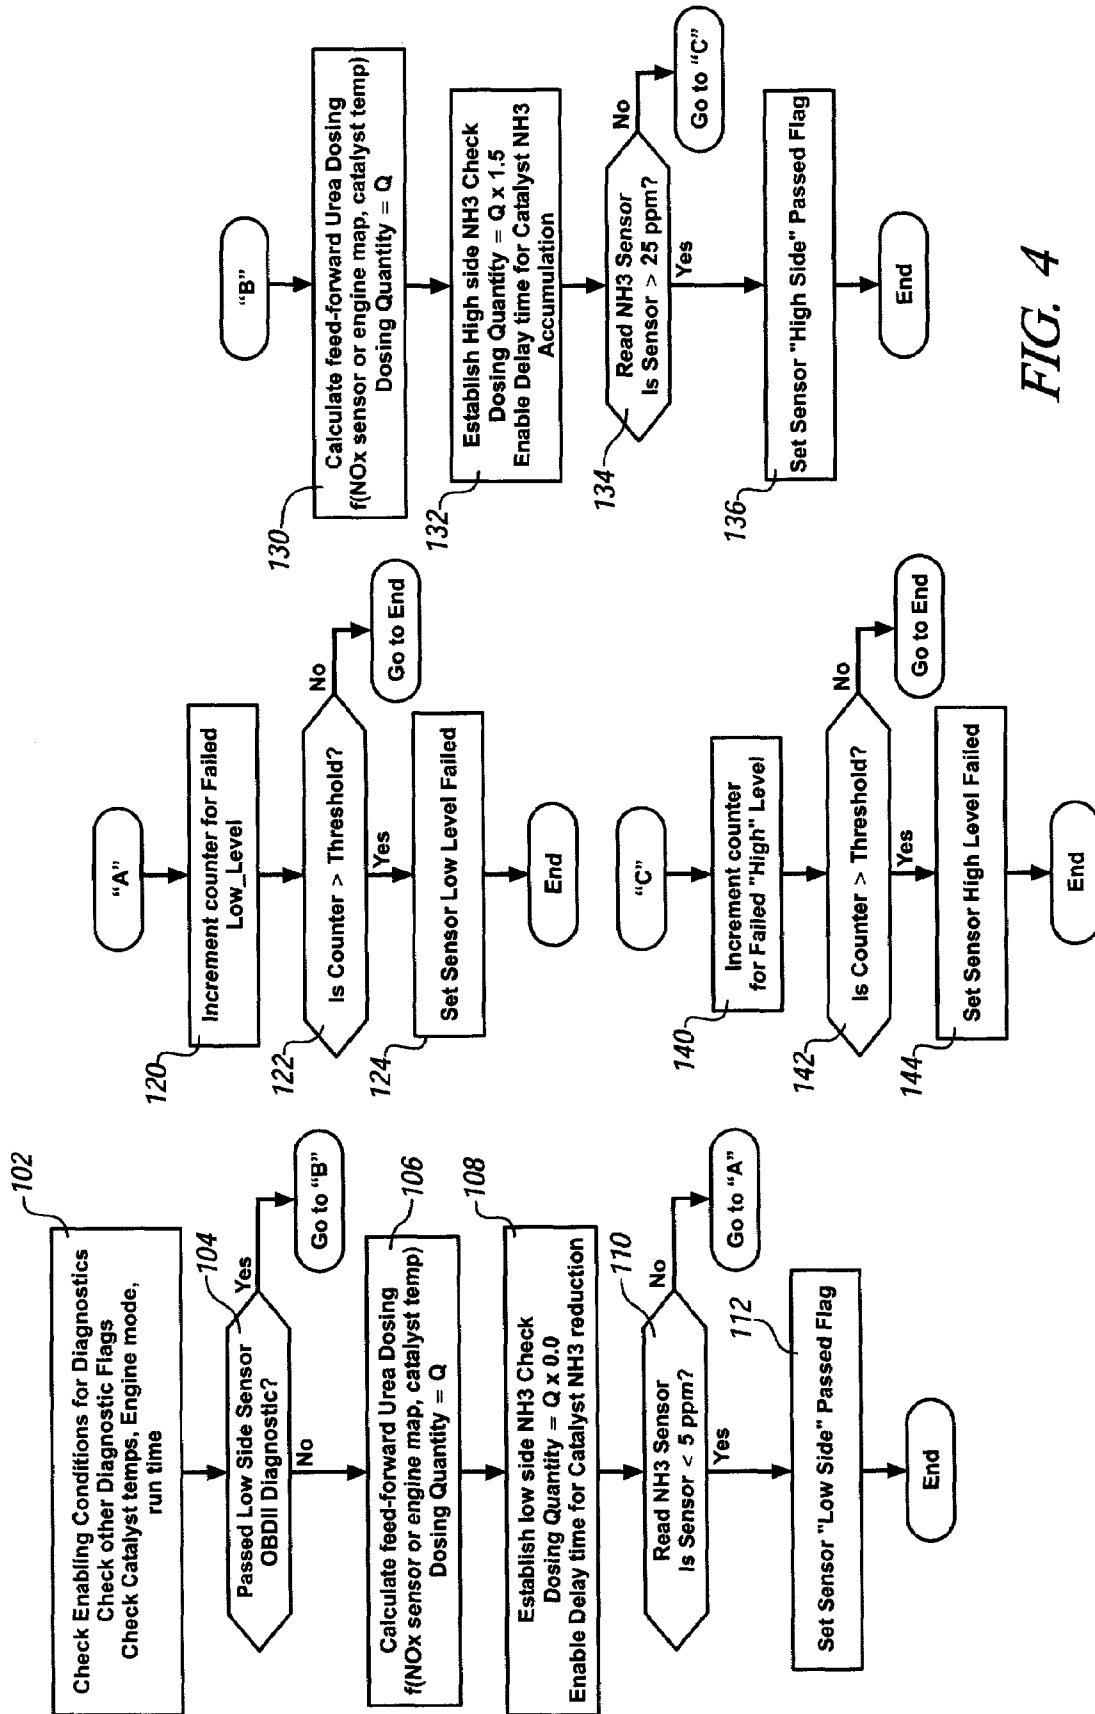 102
Check Enabling Conditions for Diagnostics
Check other Diagnostic Flags
Check Catalyst temps, Engine mode,
run time
104
Passed Low Side Sensor
OBDII Diagnostic?
Yes
Go to "B"
No
106
Calculate feed-forward Urea Dosing
f(NOx sensor or engine map, catalyst temp)
Dosing Quantity = Q
108
Establish low side NH3 Check
Dosing Quantity = Q x 0.0
Enable Delay time for Catalyst NH3 reduction
110
Read NH3 Sensor
Is Sensor < 5 ppm?
No
Go to "A"
Yes
112
Set Sensor "Low Side" Passed Flag
End
"A"
120
Increment counter for Failed
Low_Level
122
Is Counter > Threshold?
No
Go to End
Yes
124
Set Sensor Low Level Failed
End
"C"
140
Increment counter
for Failed "High" Level
142
Is Counter > Threshold?
No
Go to End
Yes
144
Set Sensor High Level Failed
End
"B"
130
Calculate feed-forward Urea Dosing
f(NOx sensor or engine map, catalyst temp)
Dosing Quantity = Q
132
Establish High side NH3 Check
Dosing Quantity = Q x 1.5
Enable Delay time for Catalyst NH3
Accumulation
134
Read NH3 Sensor
Is Sensor > 25 ppm?
No
Go to "C"
Yes
136
Set Sensor "High Side" Passed Flag
End
FIG. 4